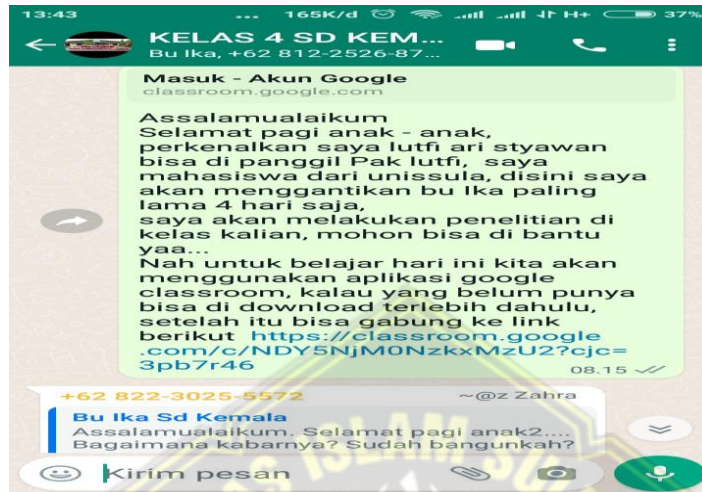 13:43 ... 165K/d H+ 37%
KELAS 4 SD KEM...
Bu Ika, +62 812-2526-87...
Masuk - Akun Google
classroom.google.com
Assalamualaikum
Selamat pagi anak - anak,
perkenalkan saya lutfi ari styawan
bisa di panggil Pak lutfi, saya
mahasiswa dari unissula, disini saya
akan menggantikan bu Ika paling
lama 4 hari saja,
saya akan melakukan penelitian di
kelas kalian, mohon bisa di bantu
yaa...
Nah untuk belajar hari ini kita akan
menggunakan aplikasi google
classroom, kalau yang belum punya
bisa di download terlebih dahulu,
setelah itu bisa gabung ke link
berikut https://classroom.google
.com/c/NDY5NjM0NzkxMzU2?cjc=
3pb7r46 08.15
+62 822-3025-5572 ~@z Zahra
Bu Ika Sd Kemala
Assalamualaikum. Selamat pagi anak2....
Bagaimana kabarnya? Sudah bangunkah?
Kirim pesan